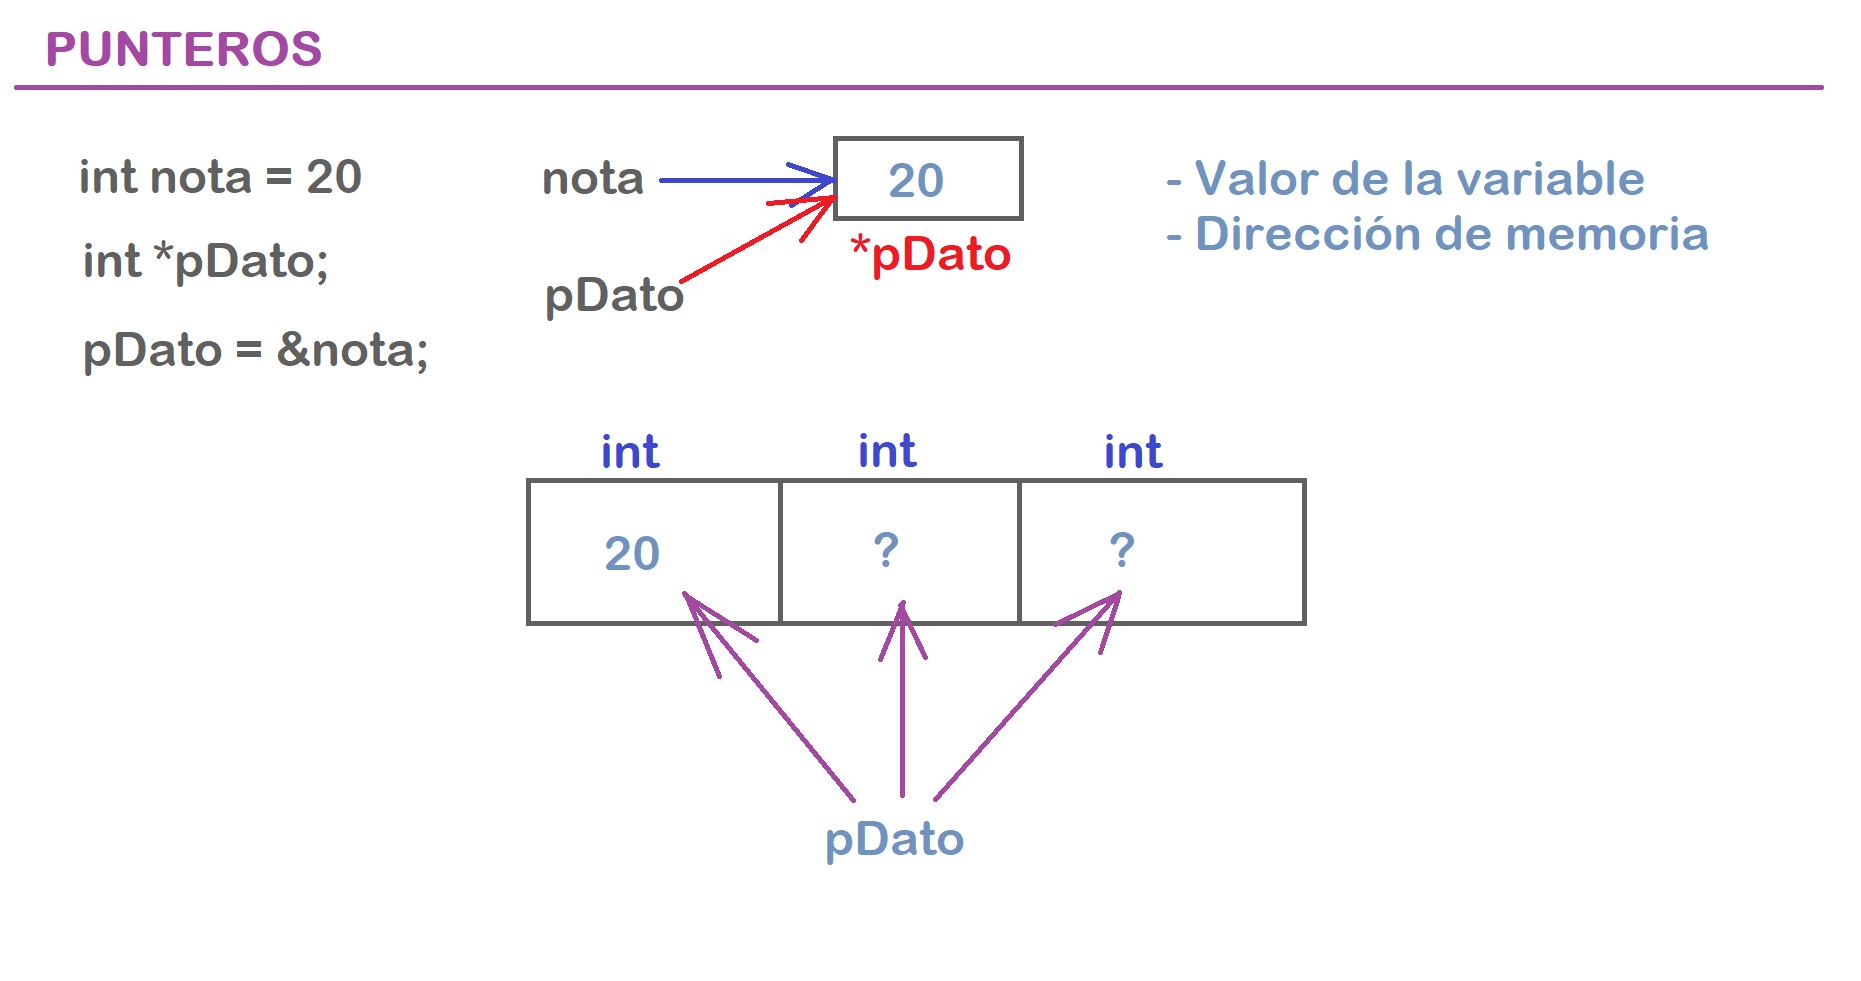 PUNTEROS
int nota = 20
int *pDato;
pDato = &nota;
nota
20
*pDato
pDato
- Valor de la variable
- Dirección de memoria
int int int
20 ? ?
pDato